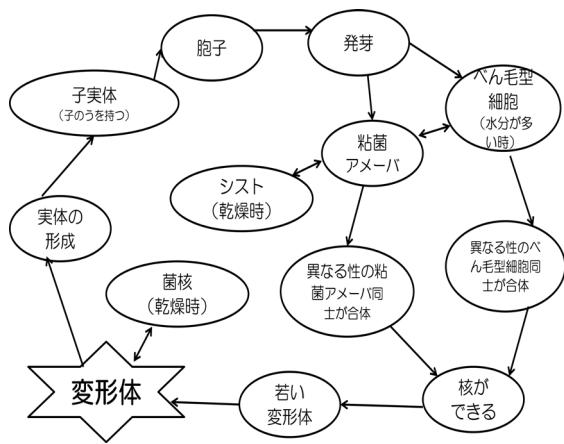 胞子
発芽
べん毛型
細胞
(水分が多
い時)
子実体
(子のうを持つ)
粘菌
アメーバ
シスト
(乾燥時)
実体の
形成
異なる性の粘
菌アメーバ同
士が合体
異なる性のべ
ん毛型細胞同
士が合体
菌核
(乾燥時)
変形体
若い
変形体
核が
できる